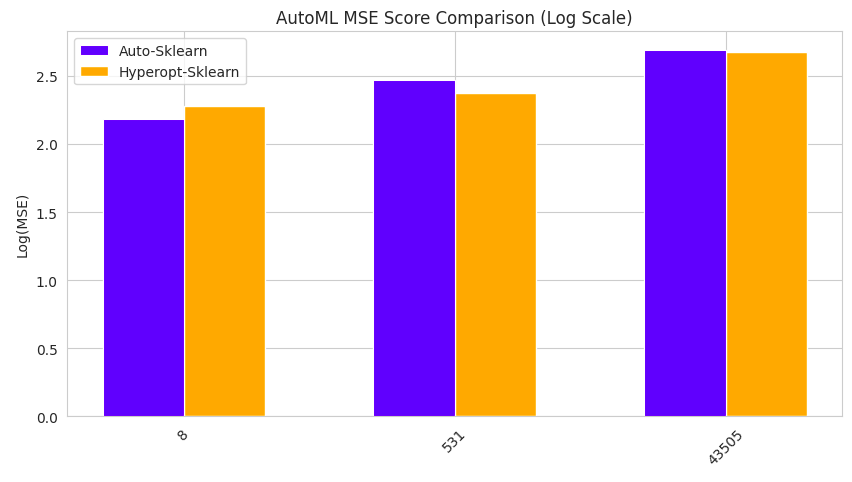 AutoML MSE Score Comparison (Log Scale)
Auto-Sklearn
Hyperopt-Sklearn
Log(MSE)
2.5
2.0
1.5
1.0
0.5
0.0
8
531
43505